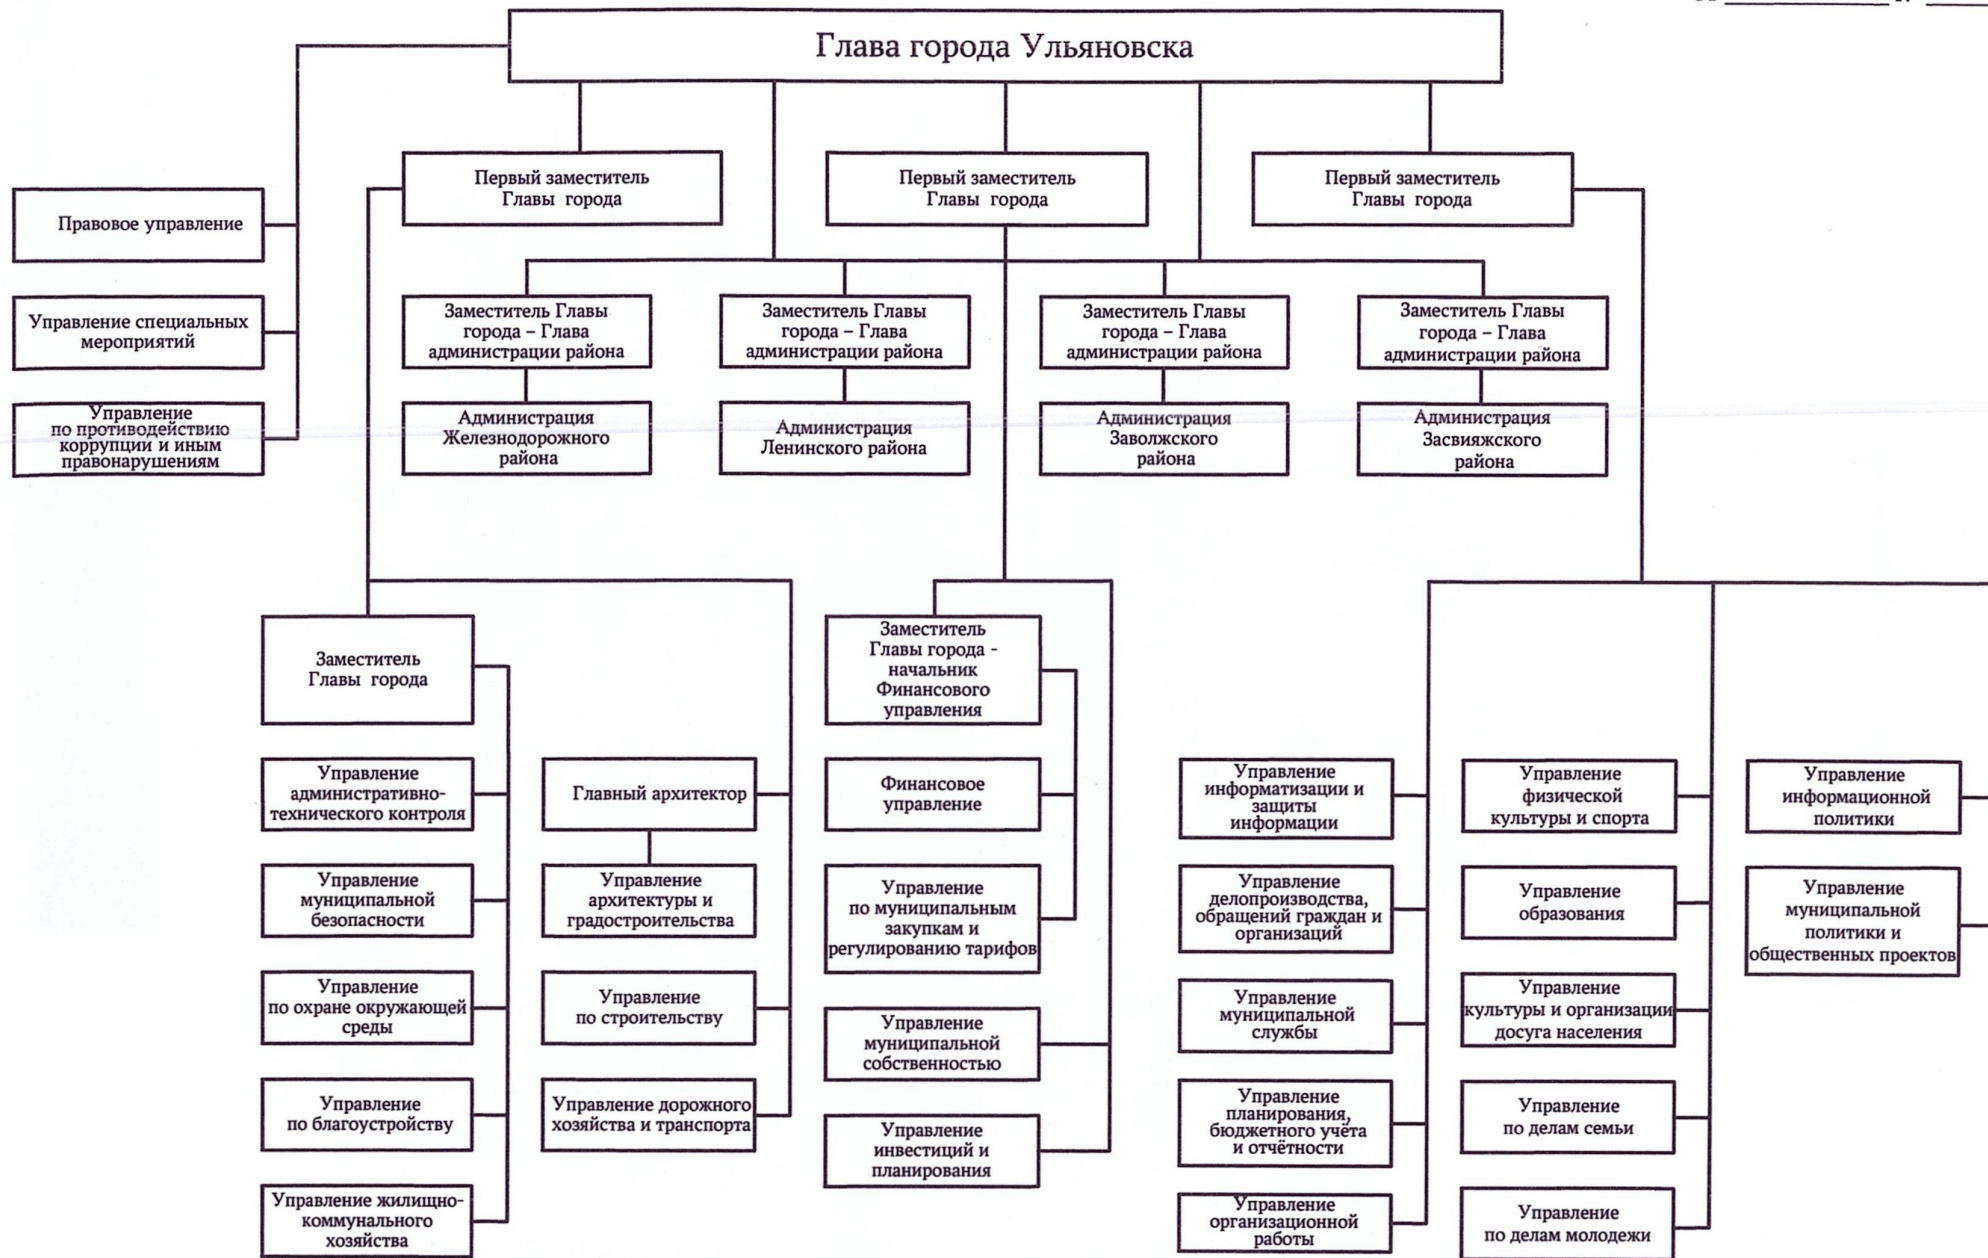 Глава города Ульяновска
Первый заместитель
Главы города
Первый заместитель
Главы города
Первый заместитель
Главы города
Правовое управление
Управление специальных
мероприятий
Управление
по противодействию
коррупции и иным
правонарушениям
Заместитель Главы
города – Глава
администрации района
Заместитель Главы
города – Глава
администрации района
Заместитель Главы
города – Глава
администрации района
Заместитель Главы
города – Глава
администрации района
Администрация
Железнодорожного
района
Администрация
Ленинского района
Администрация
Заволжского
района
Администрация
Засвияжского
района
Заместитель
Главы города
Управление
административно-
технического контроля
Управление
муниципальной
безопасности
Управление
по охране окружающей
среды
Управление
по благоустройству
Управление жилищно-
коммунального
хозяйства
Главный архитектор
Управление
архитектуры и
градостроительства
Управление
по строительству
Управление дорожного
хозяйства и транспорта
Заместитель
Главы города -
начальник
Финансового
управления
Финансовое
управление
Управление
по муниципальным
закупкам и
регулированию тарифов
Управление
муниципальной
собственностью
Управление
инвестиций и
планирования
Управление
информатизации и
защиты
информации
Управление
делопроизводства,
обращений граждан и
организаций
Управление
муниципальной
службы
Управление
планирования,
бюджетного учёта
и отчётности
Управление
организационной
работы
Управление
физической
культуры и спорта
Управление
образования
Управление
культуры и организации
досуга населения
Управление
по делам семьи
Управление
по делам молодежи
Управление
информационной
политики
Управление
муниципальной
политики и
общественных проектов